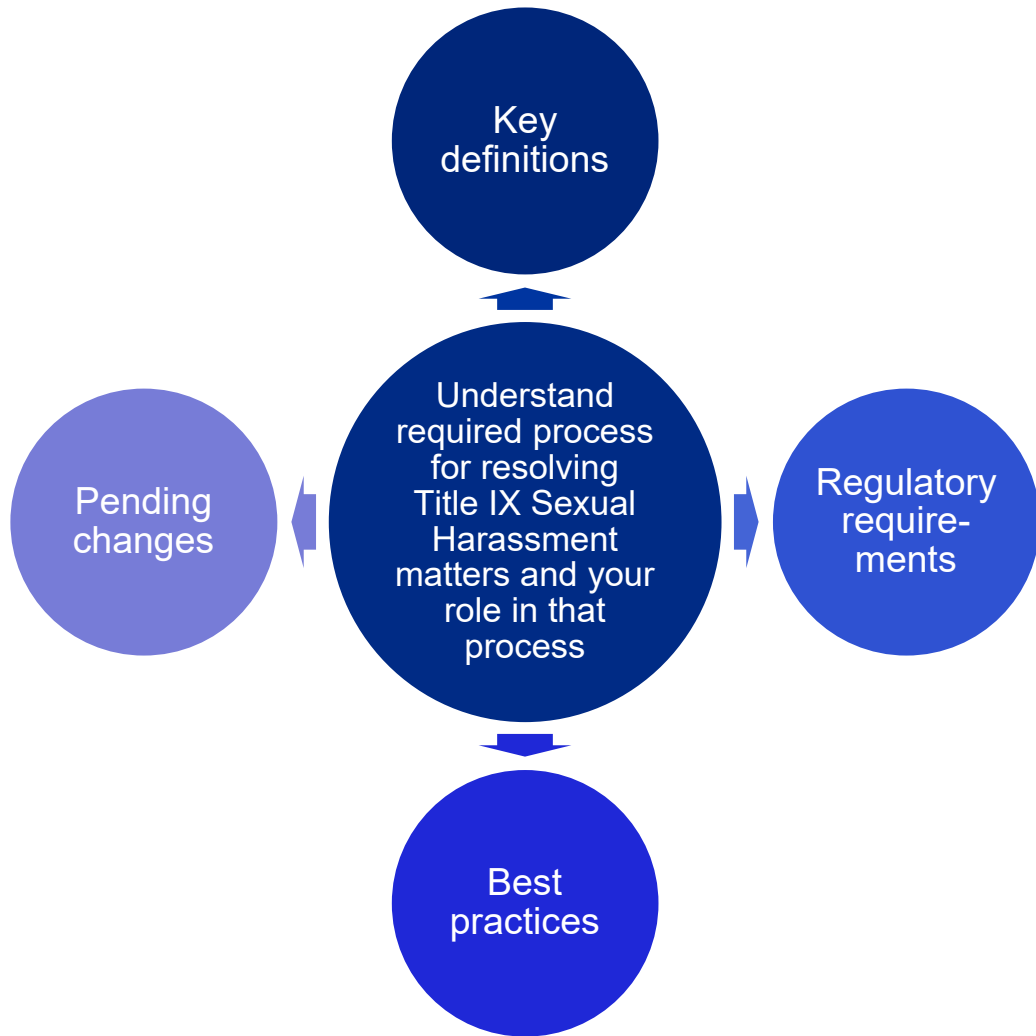 Key
definitions
Understand
required process
for resolving
Title IX Sexual
Harassment
matters and your
role in that
process
Pending
changes
Regulatory
require-
ments
Best
practices